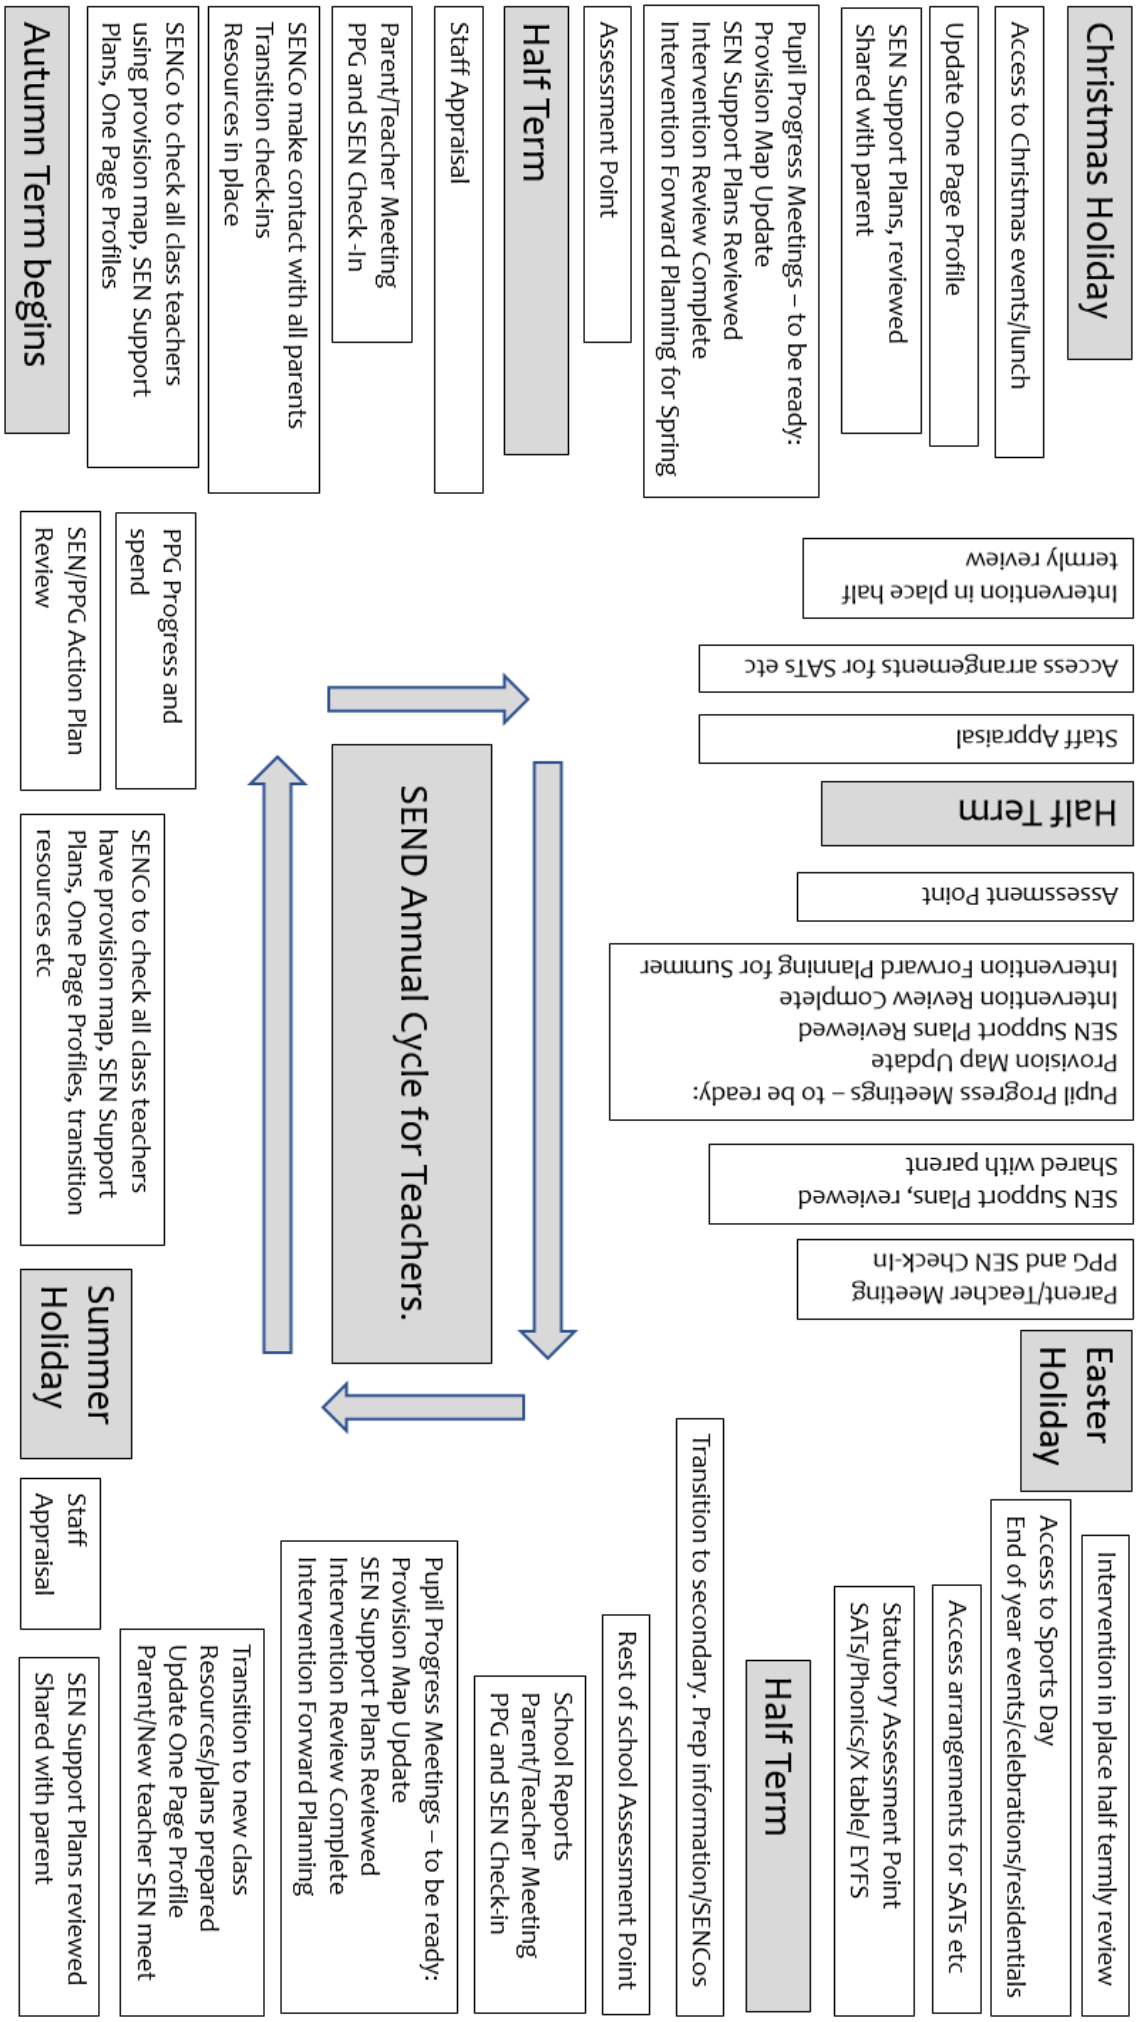 Christmas Holiday
Access to Christmas events/lunch
Update One Page Profile
SEN Support Plans, reviewed
Shared with parent
Pupil Progress Meetings – to be ready:
Provision Map Update
SEN Support Plans Reviewed
Intervention Review Complete
Intervention Forward Planning for Spring
Assessment Point
Half Term
Staff Appraisal
Parent/Teacher Meeting
PPG and SEN Check -In
SENCo make contact with all parents
Transition check-ins
Resources in place
SENCo to check all class teachers
using provision map, SEN Support
Plans, One Page Profiles
Autumn Term begins
Intervention in place half
termly review
Access arrangements for SATs etc
Staff Appraisal
Half Term
Assessment Point
Pupil Progress Meetings – to be ready:
Provision Map Update
SEN Support Plans Reviewed
Intervention Review Complete
Intervention Forward Planning for Summer
SEN Support Plans, reviewed
Shared with parent
Parent/Teacher Meeting
PPG and SEN Check-In
Easter
Holiday
Intervention in place half termly review
Access to Sports Day
End of year events/celebrations/residentials
Access arrangements for SATs etc
Statutory Assessment Point
SATs/Phonics/X table/ EYFS
Half Term
Transition to secondary. Prep information/SENCos
Rest of school Assessment Point
School Reports
Parent/Teacher Meeting
PPG and SEN Check-in
Pupil Progress Meetings – to be ready:
Provision Map Update
SEN Support Plans Reviewed
Intervention Review Complete
Intervention Forward Planning
Transition to new class
Resources/plans prepared
Update One Page Profile
Parent/New teacher SEN meet
SEN Support Plans reviewed
Shared with parent
Staff
Appraisal
Summer
Holiday
SENCo to check all class teachers
have provision map, SEN Support
Plans, One Page Profiles, transition
resources etc
PPG Progress and
spend
SEN/PPG Action Plan
Review
SEND Annual Cycle for Teachers.